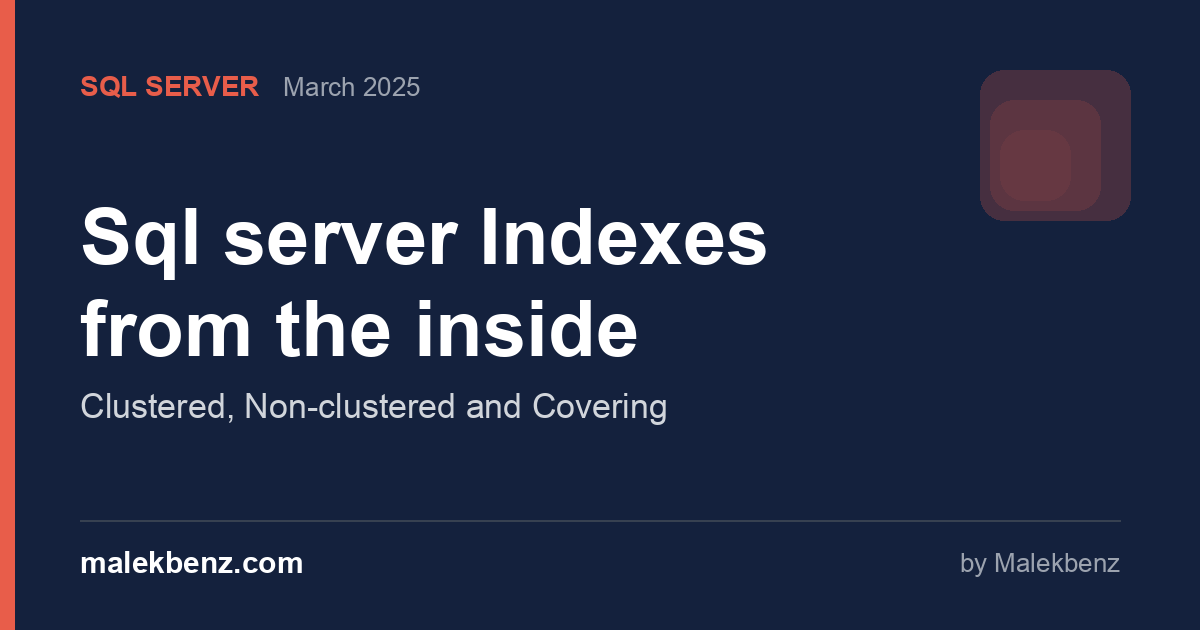 SQL SERVER March 2025
Sql server Indexes
from the inside
Clustered, Non-clustered and Covering
malekbenz.com
by Malekbenz